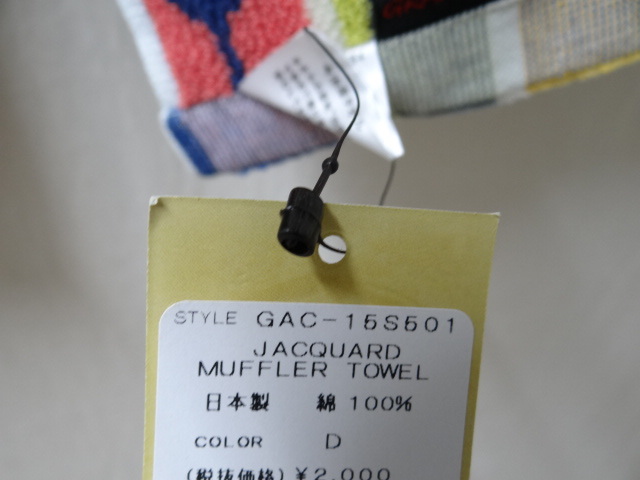 STYLE GAC-15S501
JACQUARD
MUFFLER TOWEL
日本製 綿 100%
COLOR D
(税抜価格) ¥2,000